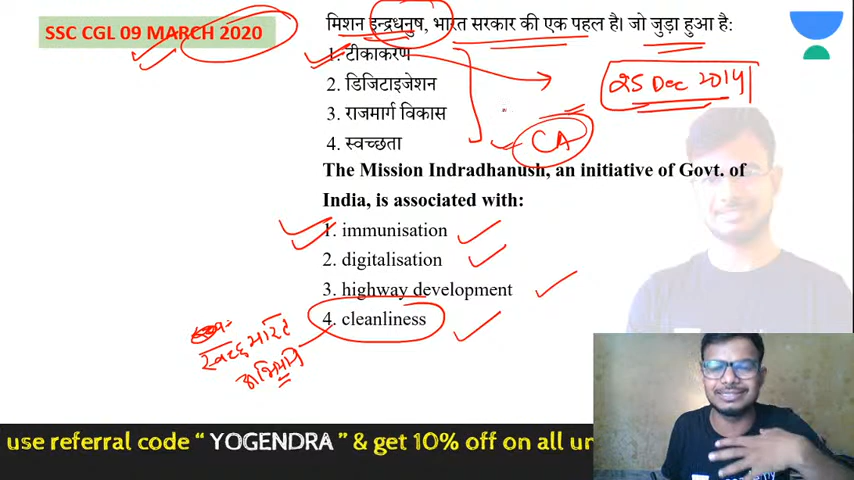 SSC CGL 09 MARCH 2020
मिशन इन्द्रधनुष, भारत सरकार की एक पहल है। जो जुड़ा हुआ है:
1. टीकाकरण
2. डिजिटाइजेशन
3. राजमार्ग विकास
4. स्वच्छता
25 Dec 2014
CA
The Mission Indradhanush, an initiative of Govt. of
India, is associated with:
1. immunisation
2. digitalisation
3. highway development
4. cleanliness
स्वच्छ भारत
अभियान
use referral code “ YOGENDRA ” & get 10% off on all un